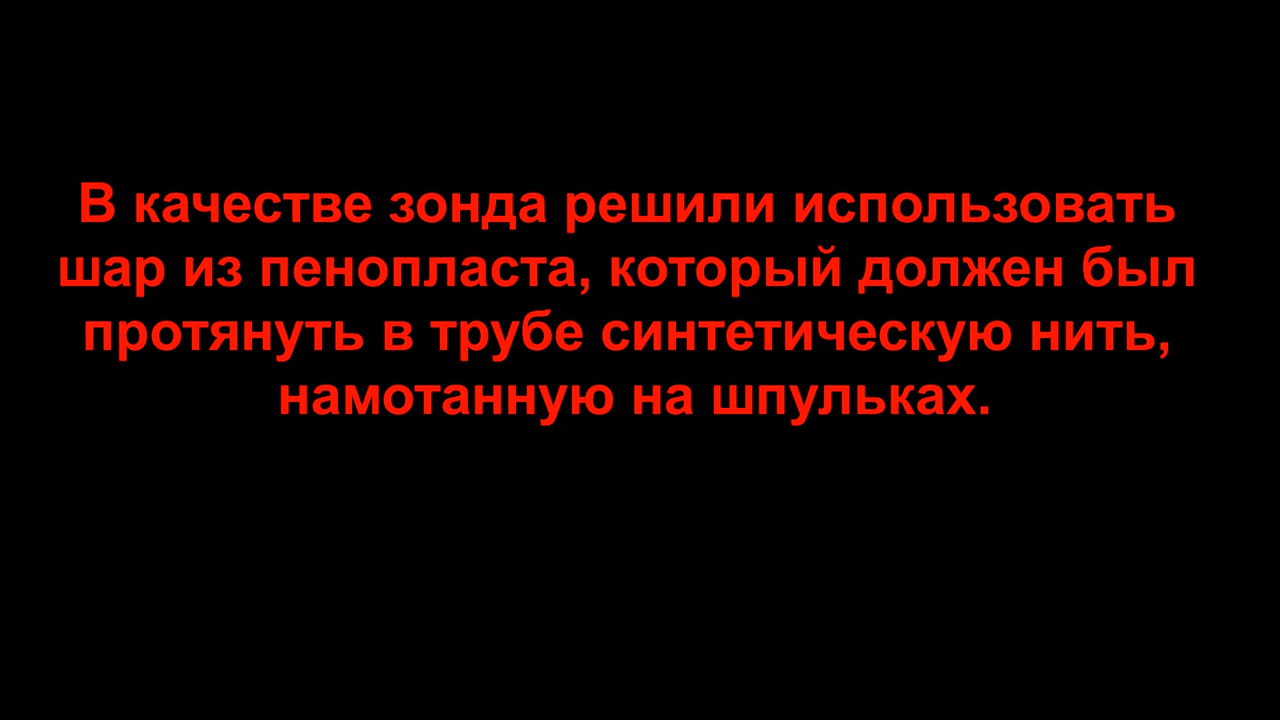 В качестве зонда решили использовать
шар из пенопласта, который должен был
протянуть в трубе синтетическую нить,
намотанную на шпульках.